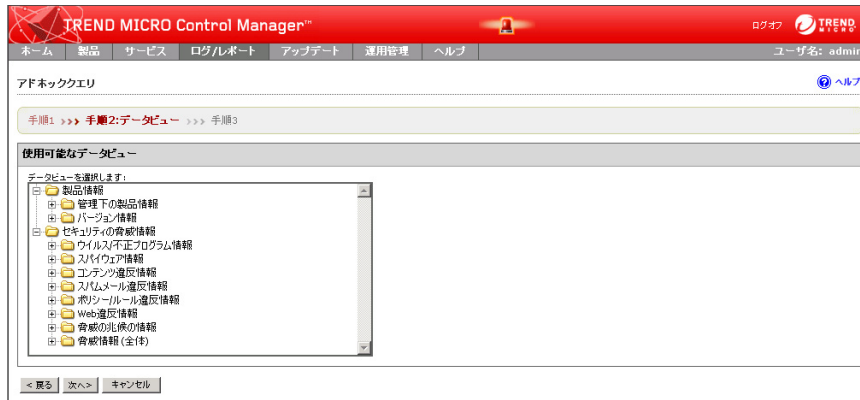 TREND MICRO Control Manager™
ログオフ TREND MICRO
ホーム 製品 サービス ログ/レポート アップデート 運用管理 ヘルプ ユーザ名: admin
アドホッククエリ ヘルプ
手順1 >>> 手順2:データビュー >>> 手順3
使用可能なデータビュー
データビューを選択します:
製品情報
管理下の製品情報
バージョン情報
セキュリティの脅威情報
ウイルス/不正プログラム情報
スパイウェア情報
コンテンツ違反情報
スパムメール違反情報
ポリシー/ルール違反情報
Web違反情報
脅威の兆候の情報
脅威情報(全体)
< 戻る 次へ> キャンセル